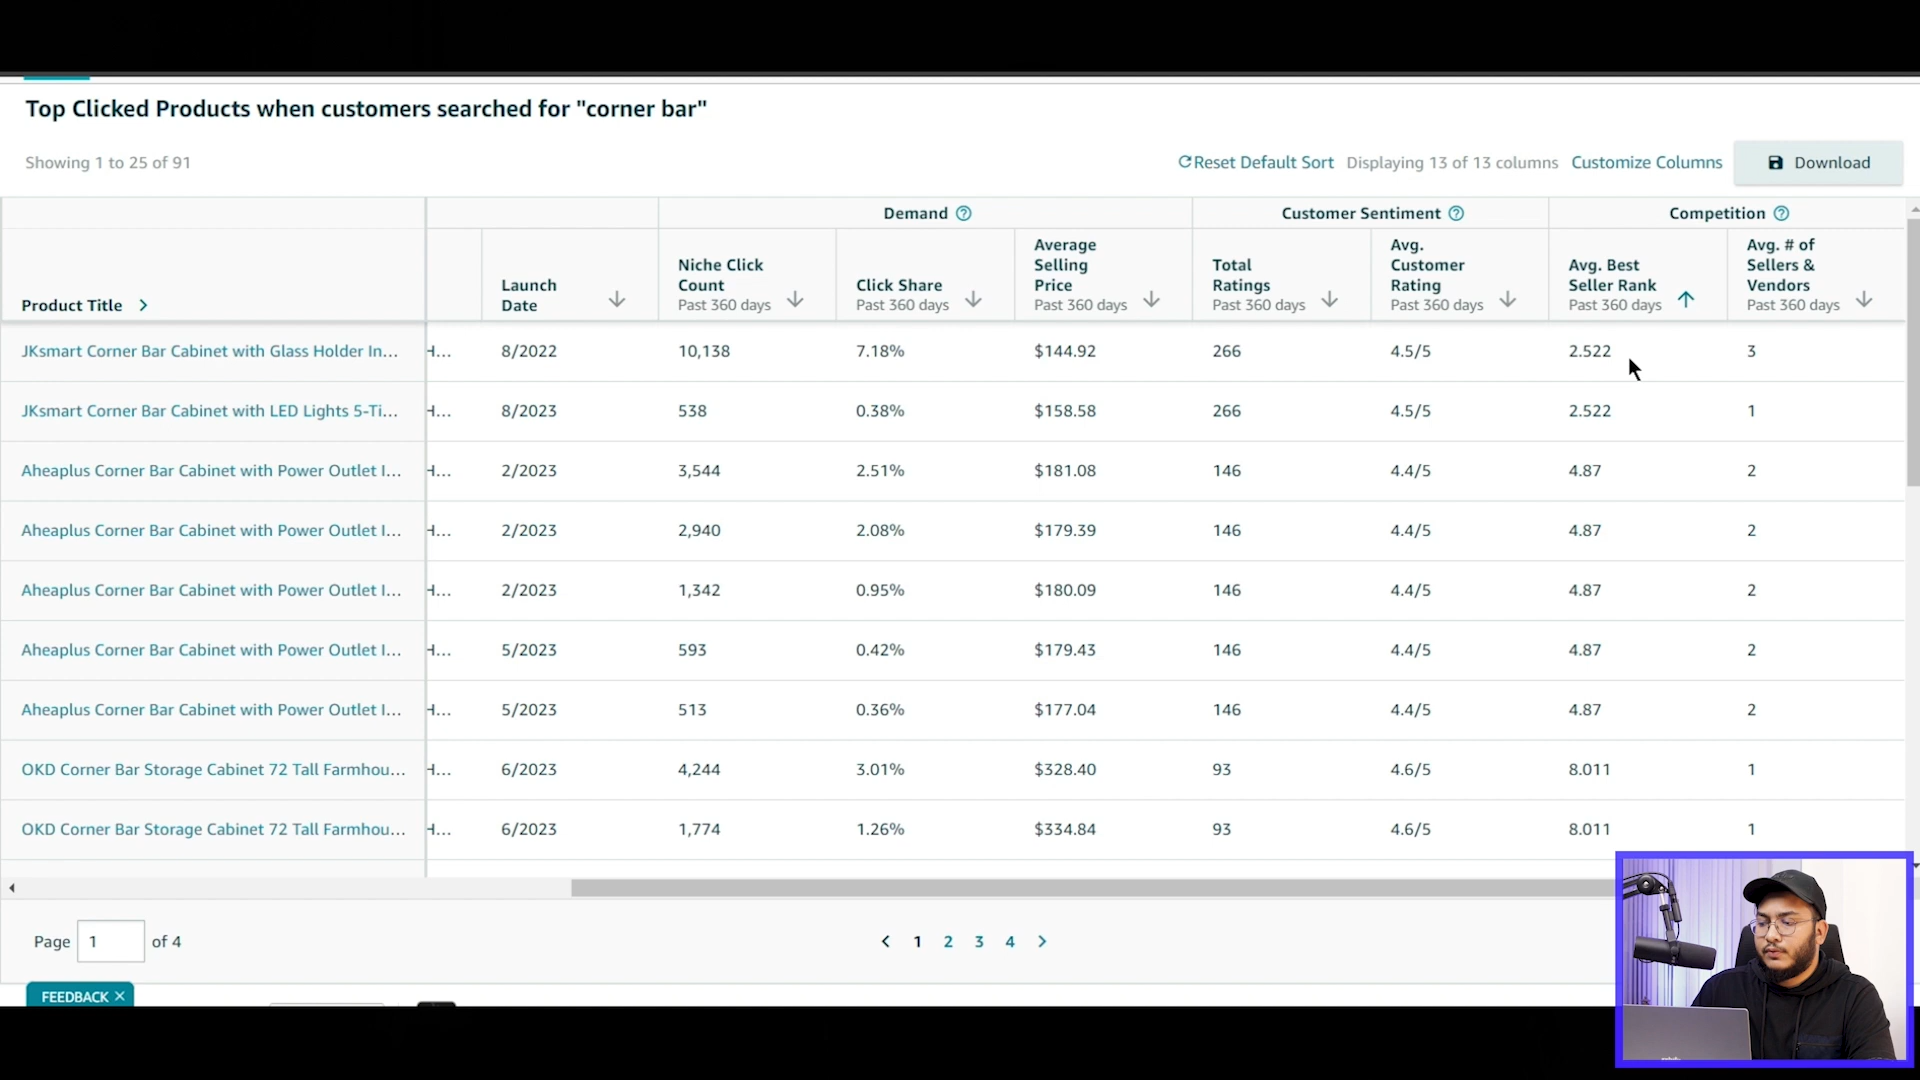 Top Clicked Products when customers searched for "corner bar"
Showing 1 to 25 of 91
Reset Default Sort Displaying 13 of 13 columns Customize Columns Download
Demand ? Customer Sentiment ? Competition ?
Product Title
Launch Date
Niche Click Count Past 360 days
Click Share Past 360 days
Average Selling Price Past 360 days
Total Ratings Past 360 days
Avg. Customer Rating Past 360 days
Avg. Best Seller Rank Past 360 days
Avg. # of Sellers & Vendors Past 360 days
JKsmart Corner Bar Cabinet with Glass Holder In... H... 8/2022 10,138 7.18% $144.92 266 4.5/5 2.522 3
JKsmart Corner Bar Cabinet with LED Lights 5-Ti... H... 8/2023 538 0.38% $158.58 266 4.5/5 2.522 1
Aheaplus Corner Bar Cabinet with Power Outlet I... H... 2/2023 3,544 2.51% $181.08 146 4.4/5 4.87 2
Aheaplus Corner Bar Cabinet with Power Outlet I... H... 2/2023 2,940 2.08% $179.39 146 4.4/5 4.87 2
Aheaplus Corner Bar Cabinet with Power Outlet I... H... 2/2023 1,342 0.95% $180.09 146 4.4/5 4.87 2
Aheaplus Corner Bar Cabinet with Power Outlet I... H... 5/2023 593 0.42% $179.43 146 4.4/5 4.87 2
Aheaplus Corner Bar Cabinet with Power Outlet I... H... 5/2023 513 0.36% $177.04 146 4.4/5 4.87 2
OKD Corner Bar Storage Cabinet 72 Tall Farmhou... H... 6/2023 4,244 3.01% $328.40 93 4.6/5 8.011 1
OKD Corner Bar Storage Cabinet 72 Tall Farmhou... H... 6/2023 1,774 1.26% $334.84 93 4.6/5 8.011 1
Page 1 of 4 1 2 3 4
FEEDBACK